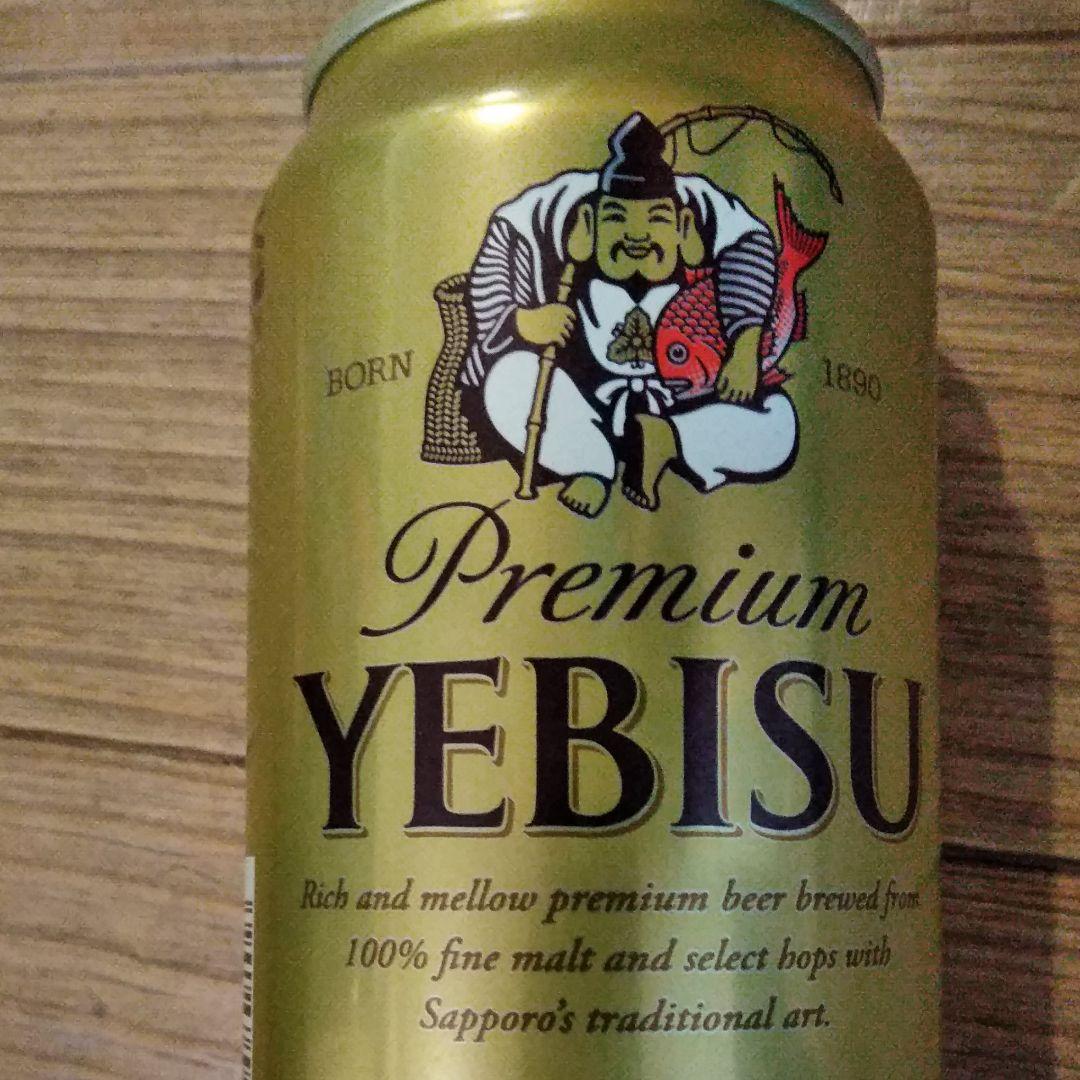 BORN 1890
Premium
YEBISU
Rich and mellow premium beer brewed from
100% fine malt and select hops with
Sapporo's traditional art.